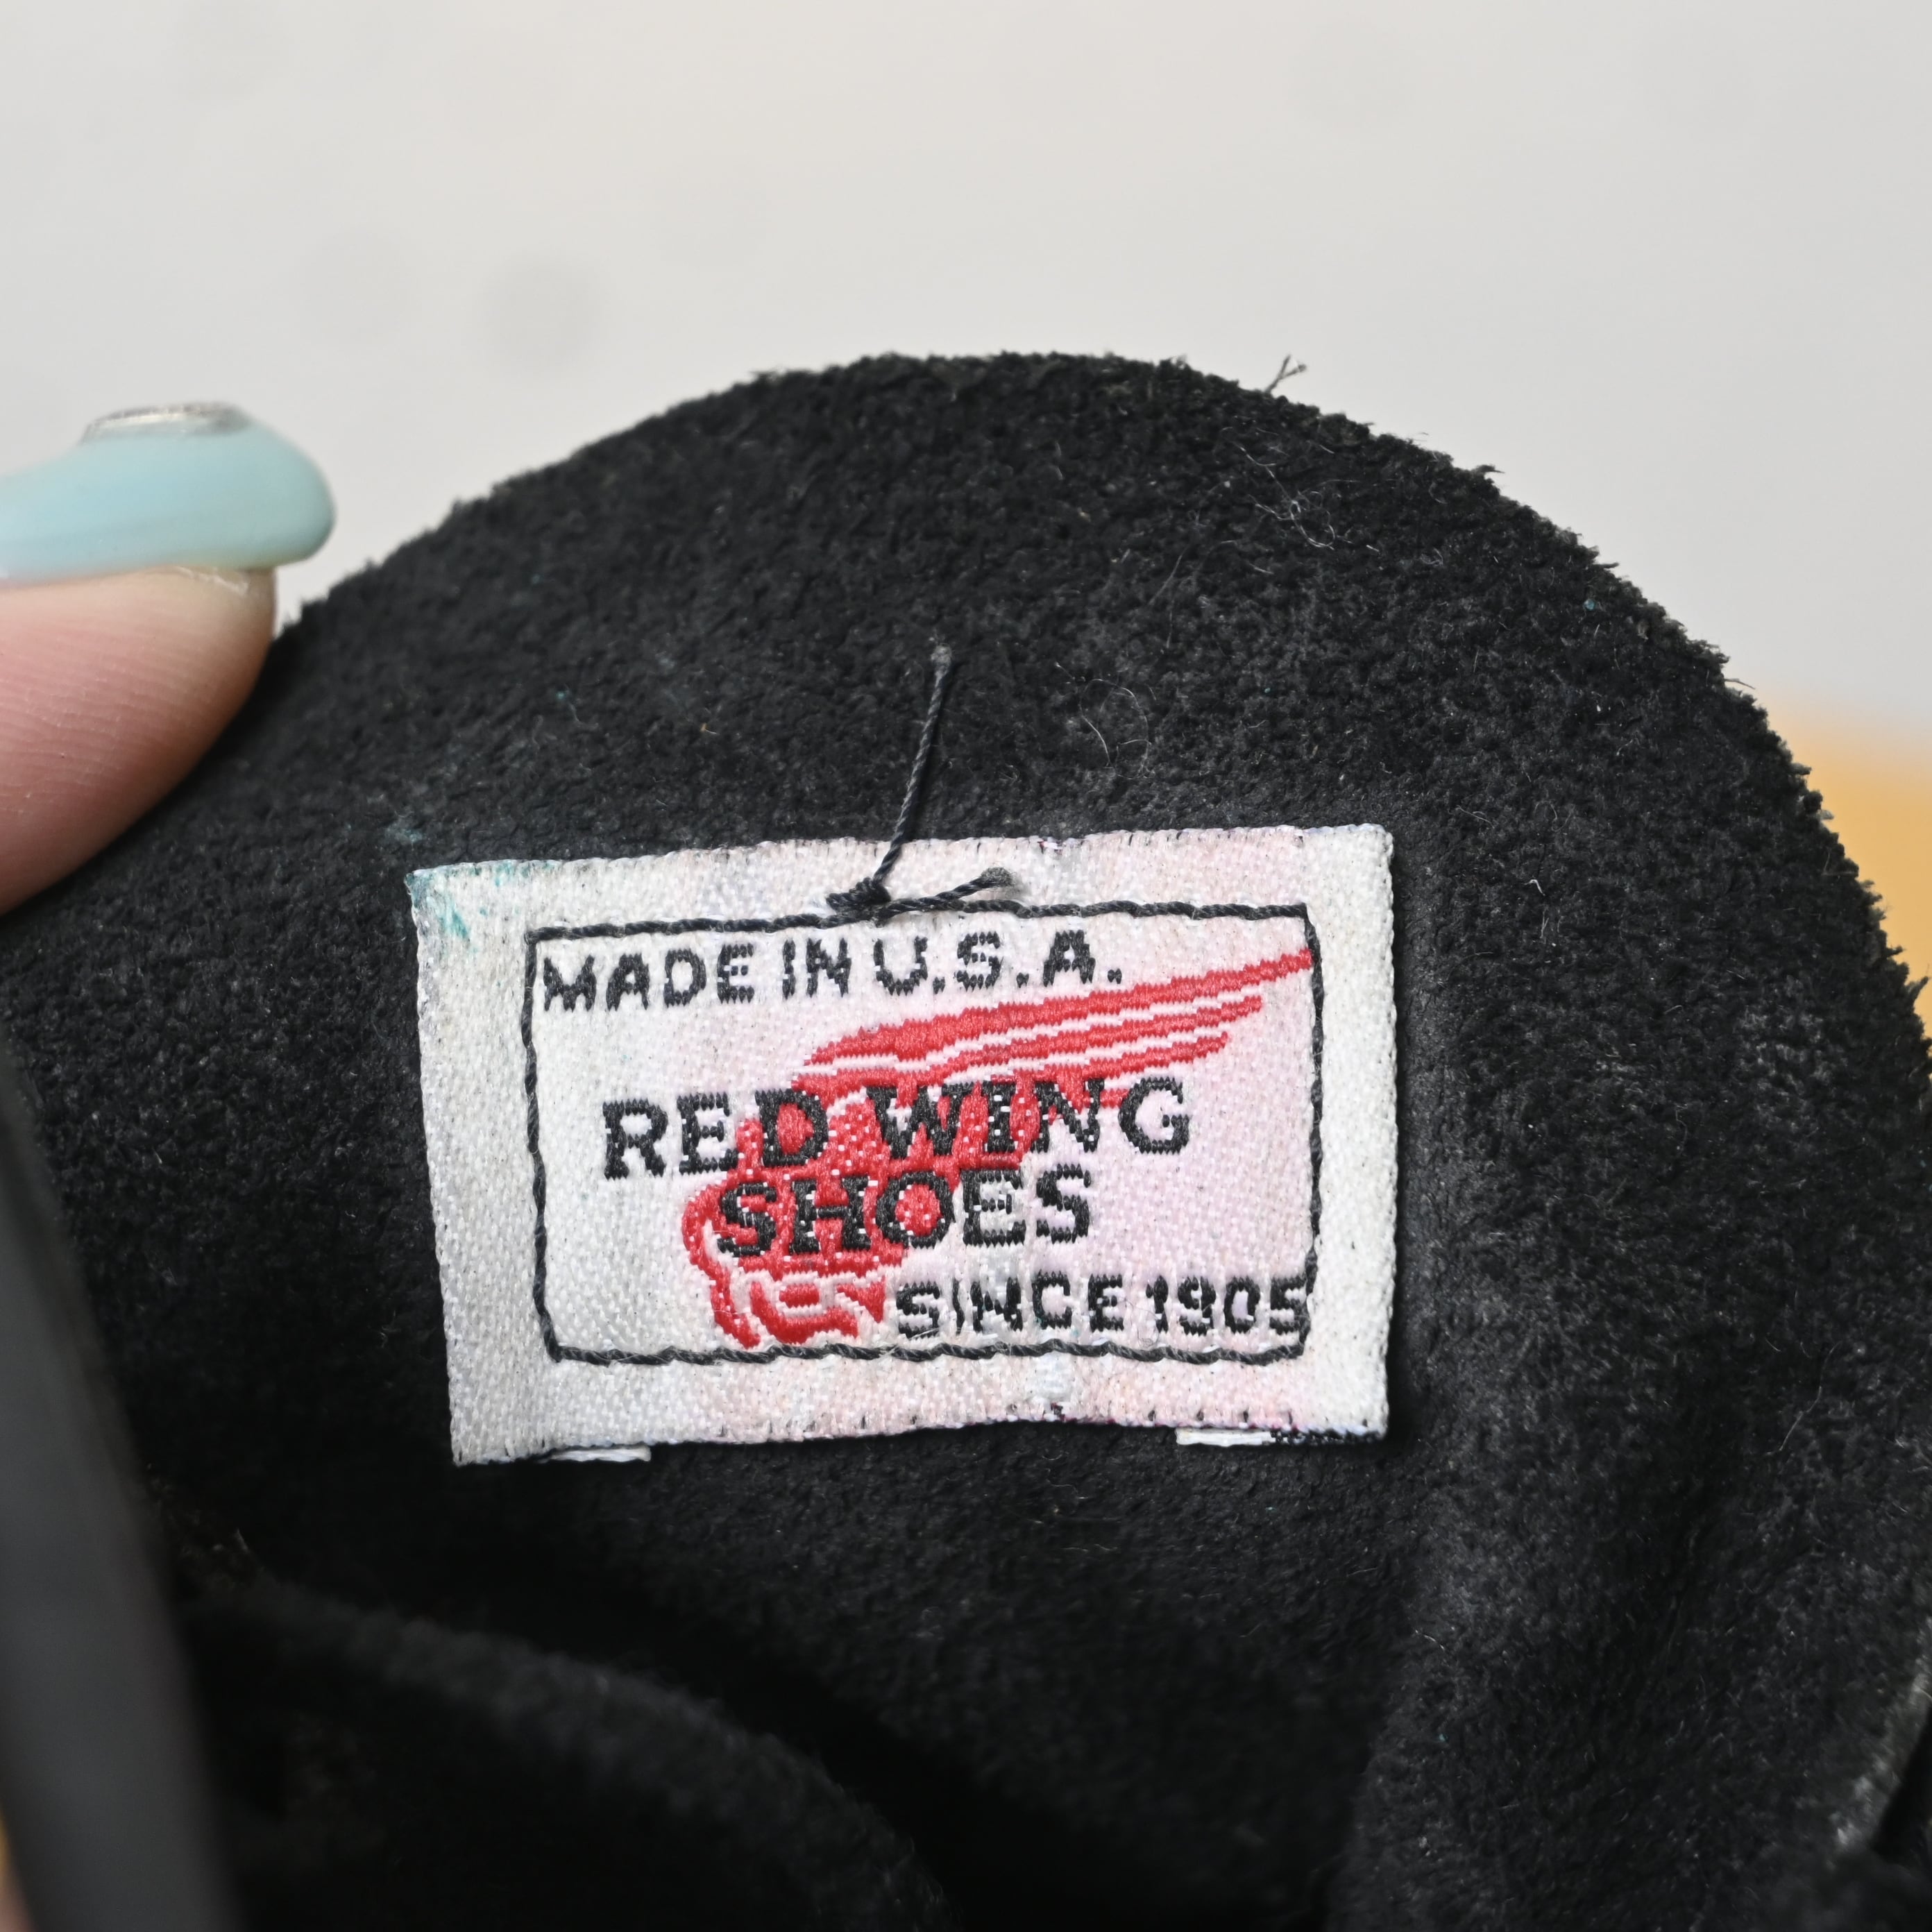 MADE IN U.S.A.
RED WING
SHOES
SINCE 1905